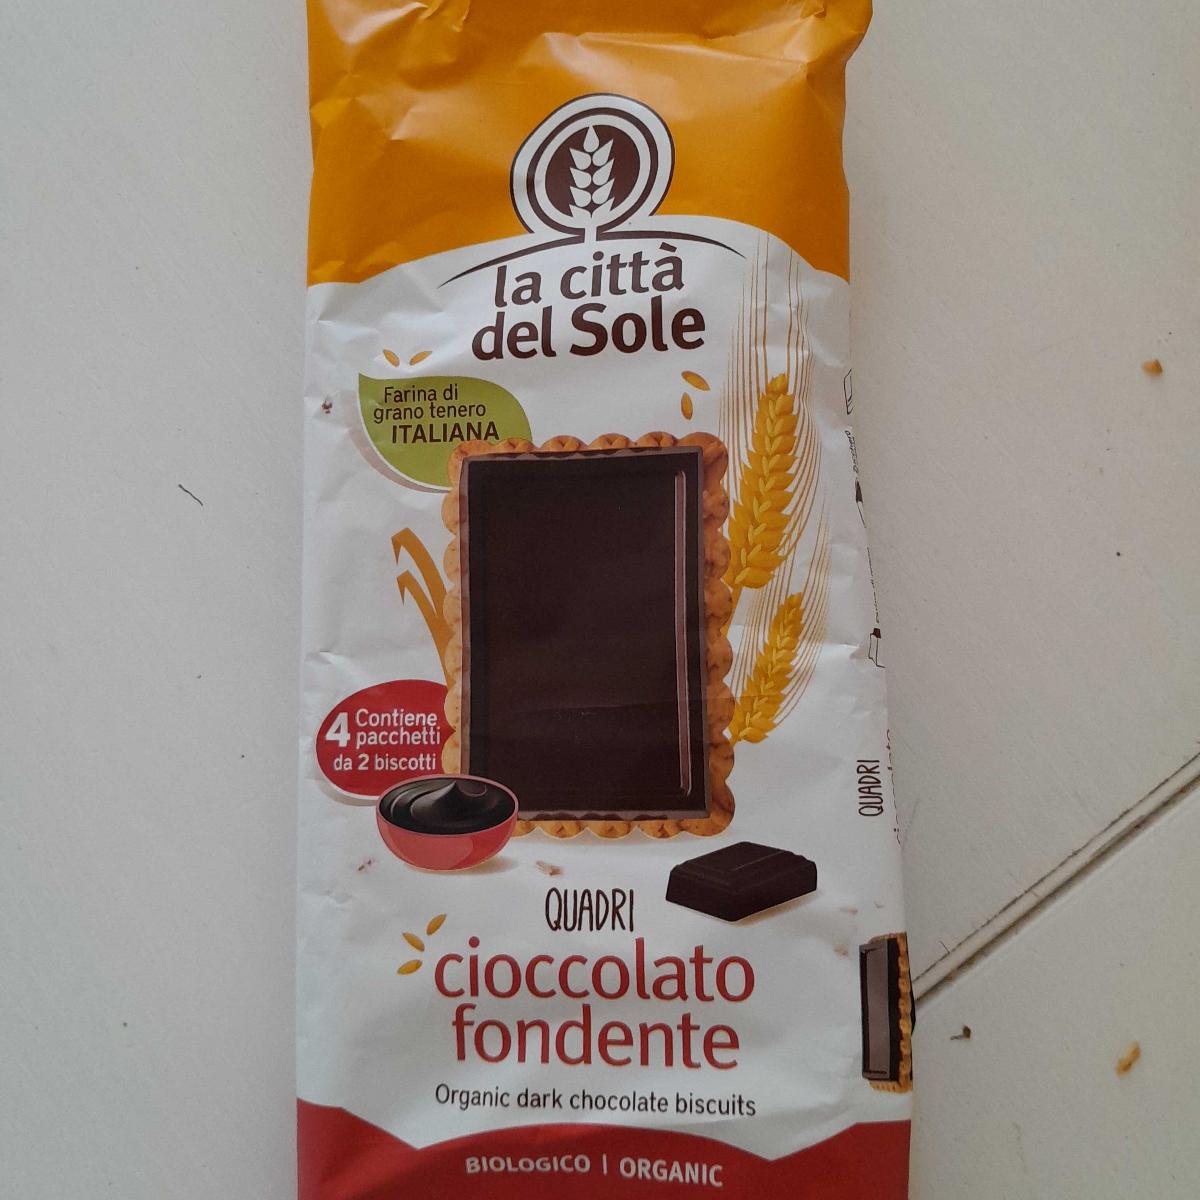 la città
del Sole
Farina di
grano tenero
ITALIANA
4 Contiene
pacchetti
da 2 biscotti
QUADRI
cioccolato
fondente
Organic dark chocolate biscuits
BIOLOGICO | ORGANIC
QUADRI